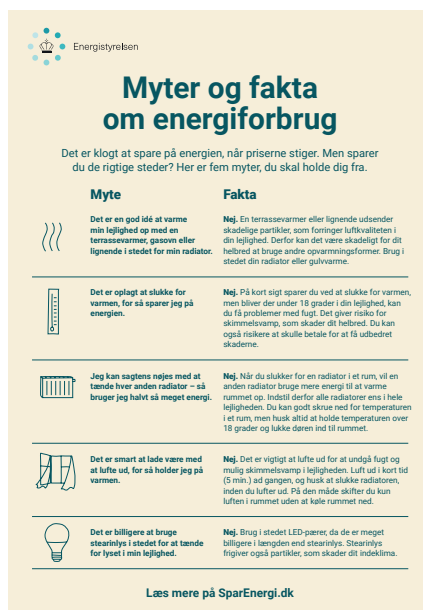 Energistyrelsen
Myter og fakta
om energiforbrug
Det er klogt at spare på energien, når priserne stiger. Men sparer
du de rigtige steder? Her er fem myter, du skal holde dig fra.
Myte
Fakta
Det er en god idé at varme
min lejlighed op med en
terrassevarmer, gasovn eller
lignende i stedet for min radiator.
Nej. En terrassevarmer eller lignende udsender
skadelige partikler, som forringer luftkvaliteten i
din lejlighed. Derfor kan det være skadeligt for dit
helbred at bruge andre opvarmningsformer. Brug i
stedet din radiator eller gulvvarme.
Det er oplagt at slukke for
varmen, for så sparer jeg på
energien.
Nej. På kort sigt sparer du ved at slukke for varmen,
men bliver der under 18 grader i din lejlighed, kan
du få problemer med fugt. Det giver risiko for
skimmelsvamp, som skader dit helbred. Du kan
også risikere at skulle betale for at få udbedret
skaderne.
Jeg kan sagtens nøjes med at
tænde hver anden radiator – så
bruger jeg halvt så meget energi.
Nej. Når du slukker for en radiator i et rum, vil en
anden radiator bruge mere energi til at varme
rummet op. Indstil derfor alle radiatorer ens i hele
lejligheden. Du kan godt skrue ned for temperaturen
i et rum, men husk altid at holde temperaturen over
18 grader og lukke døren ind til rummet.
Det er smart at lade være med
at lufte ud, for så holder jeg på
varmen.
Nej. Det er vigtigt at lufte ud for at undgå fugt og
mulig skimmelsvamp i lejligheden. Luft ud i kort tid
(5 min.) ad gangen, og husk at slukke radiatoren,
inden du lufter ud. På den måde skifter du kun
luften i rummet uden at køle rummet ned.
Det er billigere at bruge
stearinlys i stedet for at tænde
for lyset i min lejlighed.
Nej. Brug i stedet LED-pærer, da de er meget
billigere i længden end stearinlys. Stearinlys
frigiver også partikler, som skader dit indeklima.
Læs mere på SparEnergi.dk